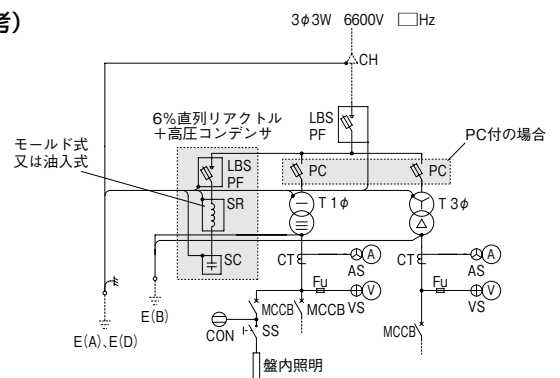 考)
3φ3W 6600V □Hz
CH
LBS
PF
6%直列リアクトル
+高圧コンデンサ
PC付の場合
モールド式
又は油入式
LBS
PF
PC
PC
SR
T 1φ
T 3φ
SC
CT
A
AS
CT
A
AS
Fu
V
VS
Fu
V
VS
MCCB
MCCB
MCCB
E(B)
E(A)、E(D)
CON
SS
盤内照明